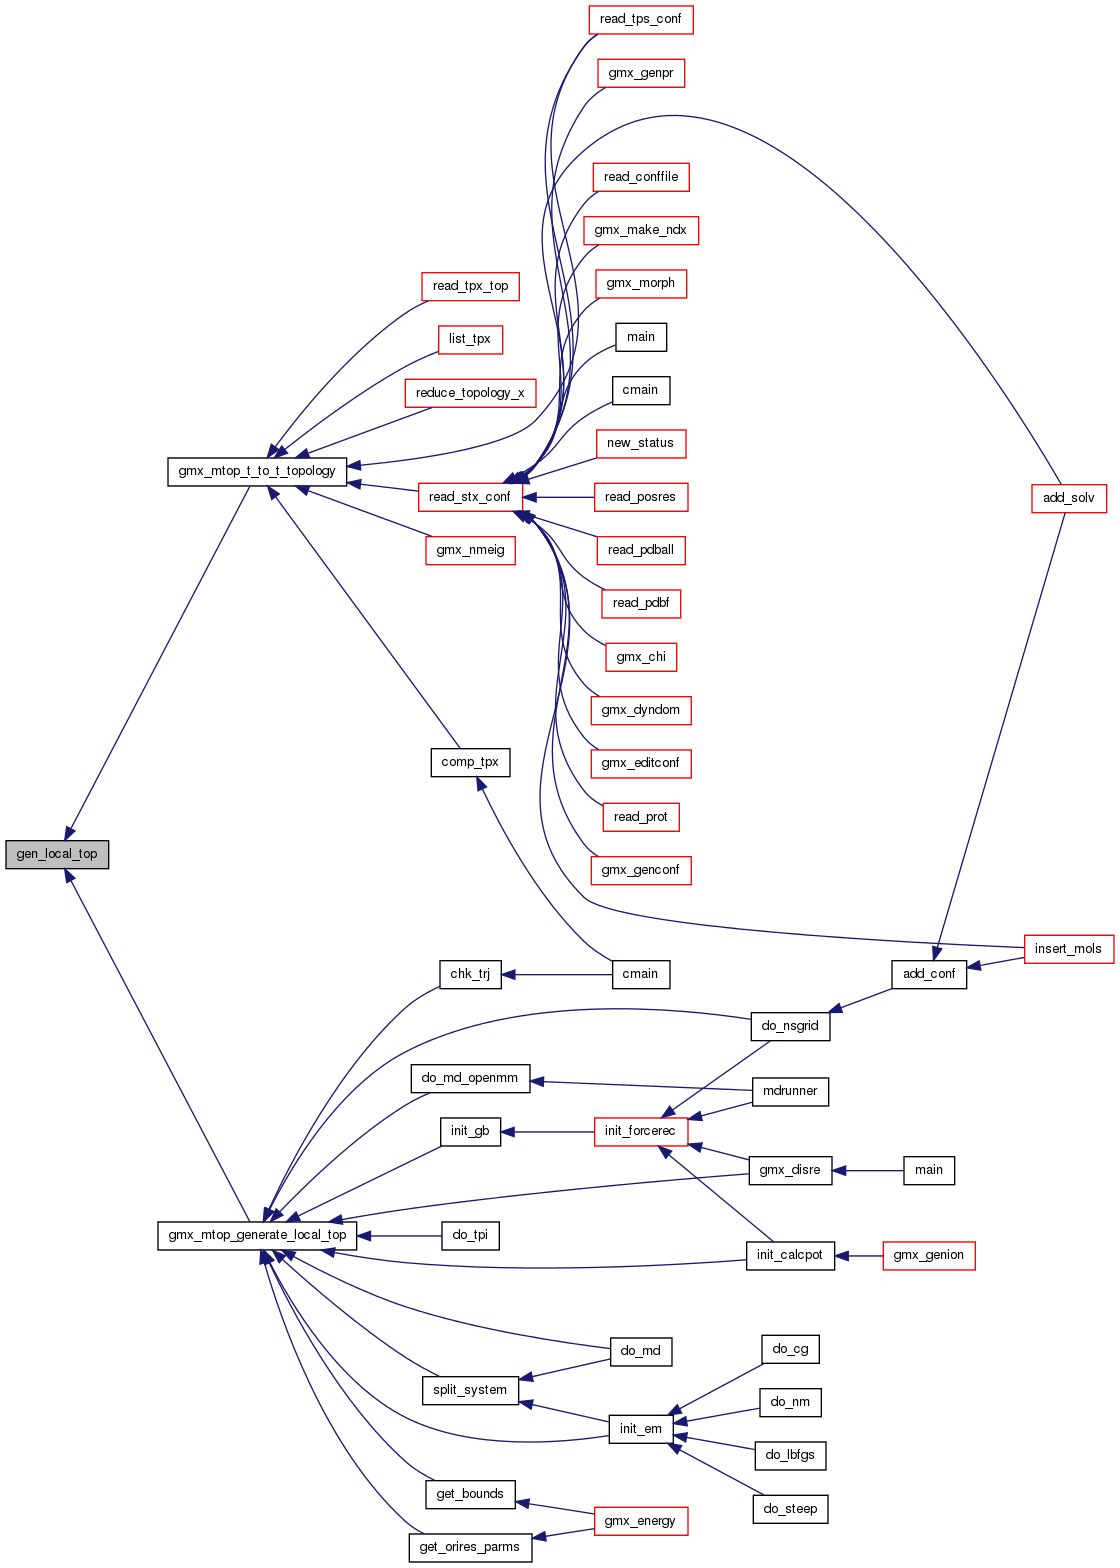 read_tps_conf
gmx_genpr
read_conffile
gmx_make_ndx
read_tpx_top
gmx_morph
list_tpx
main
reduce_topology_x
cmain
new_status
gmx_mtop_t_to_t_topology
read_stx_conf
read_posres
add_solv
gmx_nmeig
read_pdball
read_pdbf
gmx_chi
gmx_dyndom
comp_tpx
gmx_editconf
read_prot
gen_local_top
gmx_genconf
insert_mols
chk_trj
cmain
add_conf
do_nsgrid
do_md_openmm
mdrunner
init_gb
init_forcerec
gmx_disre
main
gmx_mtop_generate_local_top
do_tpi
init_calcpot
gmx_genion
do_md
do_cg
split_system
do_nm
init_em
do_lbfgs
get_bounds
do_steep
gmx_energy
get_orires_parms